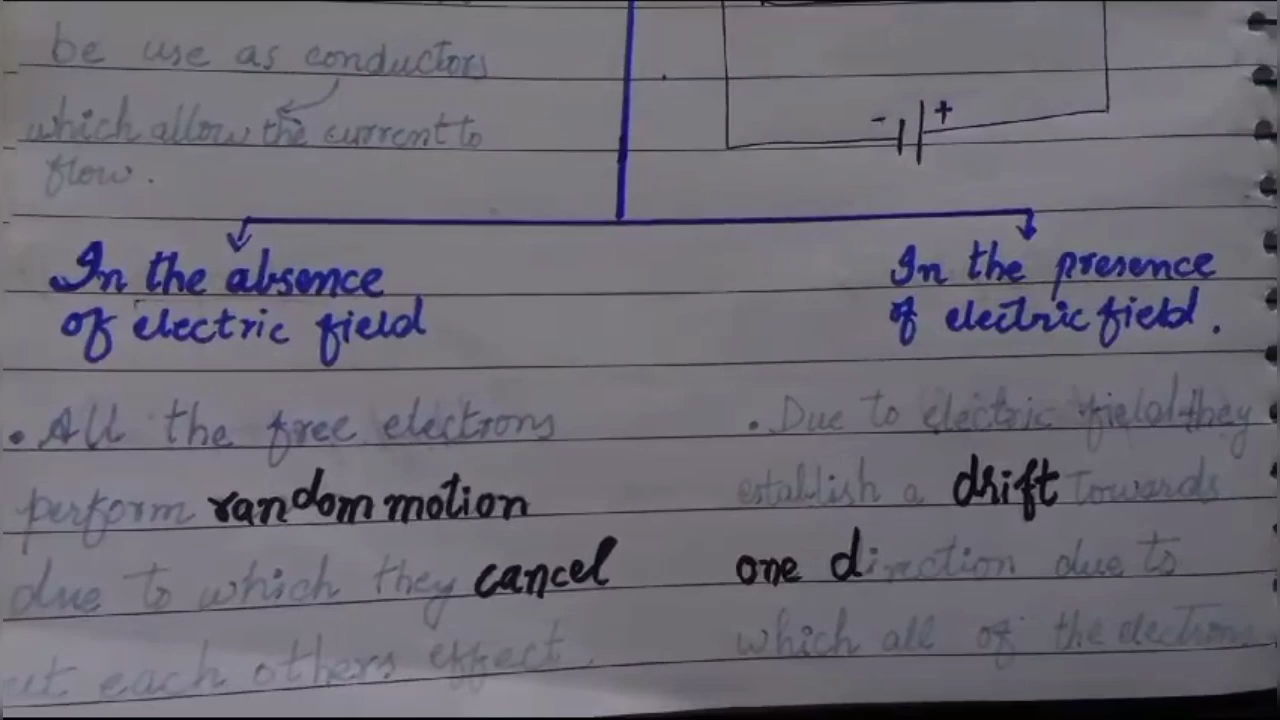 be use as conductors
which allow the current to
flow.
- +
In the absence
of electric field
In the presence
of electric field.
. All the free electrons
perform random motion
due to which they cancel
ut each others effect.
. Due to electric field they
establish a drift towards
one direction due to
which all of the electrons